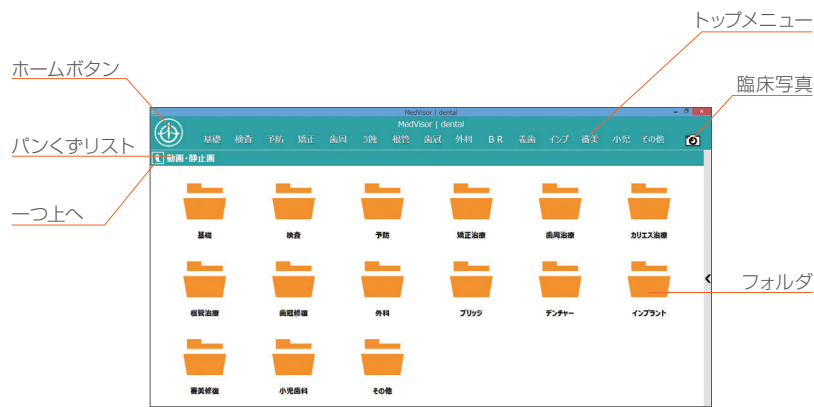 トップメニュー
ホームボタン
臨床写真
MedVisor | dental
MedVisor | dental
基礎 検査 予防 矯正 歯周 う蝕 根管 歯冠 外科 BR 義歯 インプ 審美 小児 その他
パンくずリスト
動画・静止画
一つ上へ
基礎 検査 予防 矯正治療 歯周治療 カリエス治療
フォルダ
根管治療 歯冠修復 外科 ブリッジ デンチャー インプラント
審美修復 小児歯科 その他